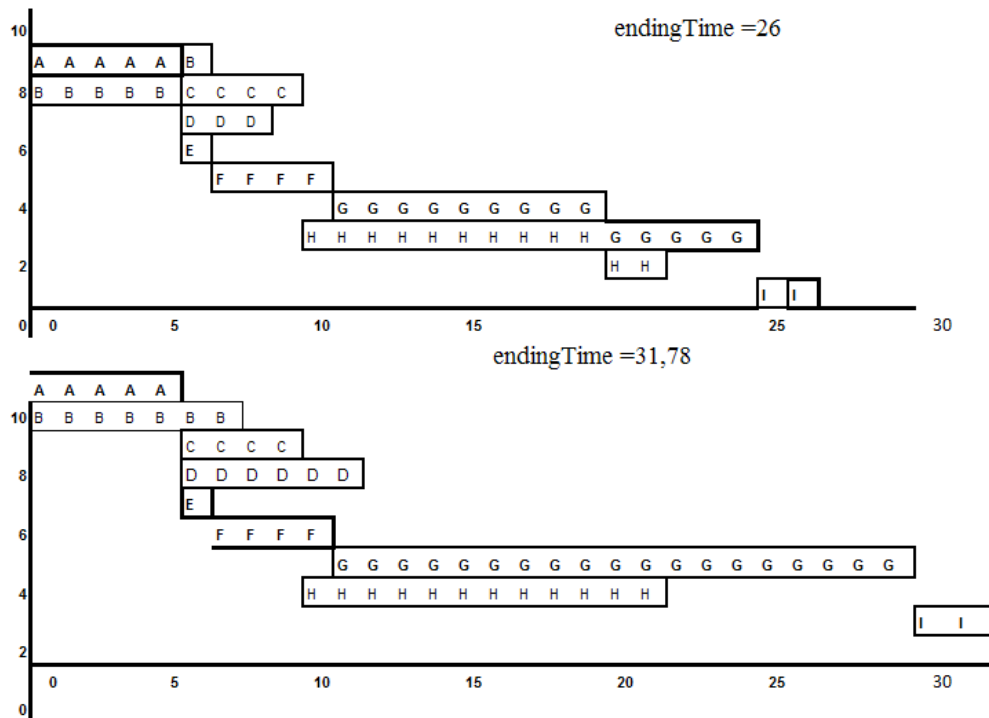 endingTime =26
10
A A A A A B
8 B B B B B C C C C
D D D
6 E
F F F F
4 G G G G G G G G G
H H H H H H H H H H G G G G G
2 H H
I I
0 0 5 10 15 25 30
endingTime =31,78
A A A A A
10 B B B B B B B
C C C C
8 D D D D D D
E
6 F F F F
G G G G G G G G G G G G G G G G G G G
4 H H H H H H H H H H H H
I I
2
0 5 10 15 20 25 30
0